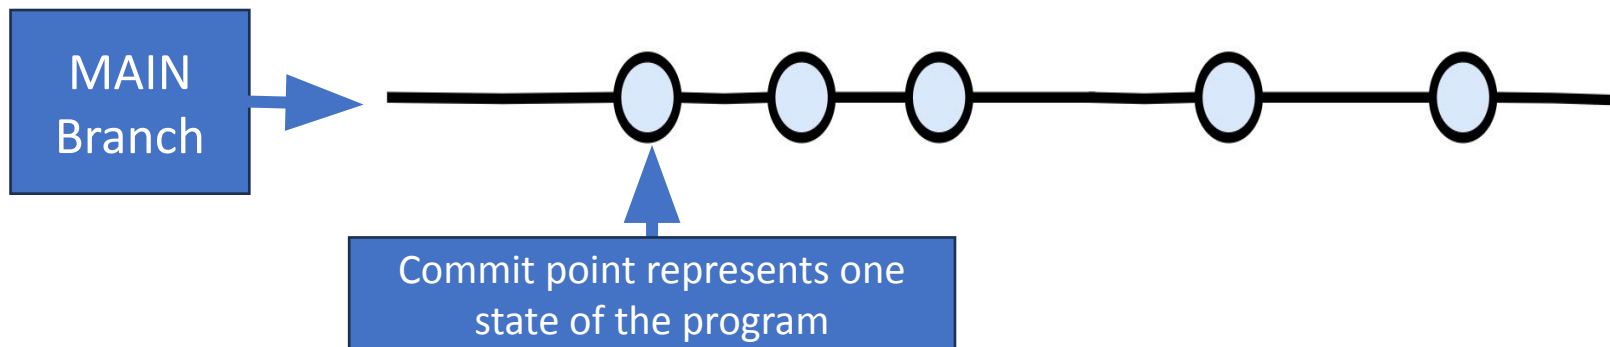 MAIN
Branch
Commit point represents one
state of the program